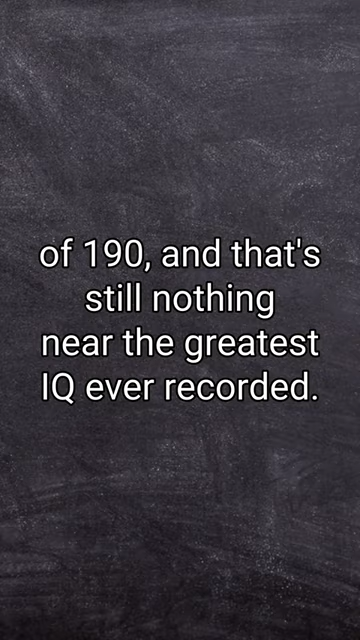 of 190, and that's
still nothing
near the greatest
IQ ever recorded.